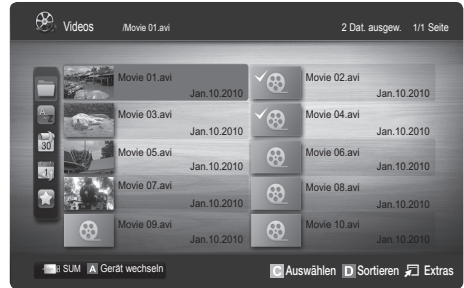 Videos /Movie 01.avi 2 Dat. ausgew. 1/1 Seite
Movie 01.avi Movie 02.avi
Jan.10.2010 Jan.10.2010
Movie 03.avi Movie 04.avi
Jan.10.2010 Jan.10.2010
Movie 05.avi Movie 06.avi
Jan.10.2010 Jan.10.2010
Movie 07.avi Movie 08.avi
Jan.10.2010 Jan.10.2010
Movie 09.avi Movie 10.avi
Jan.10.2010 Jan.10.2010
SUM A Gerät wechseln C Auswählen D Sortieren Extras